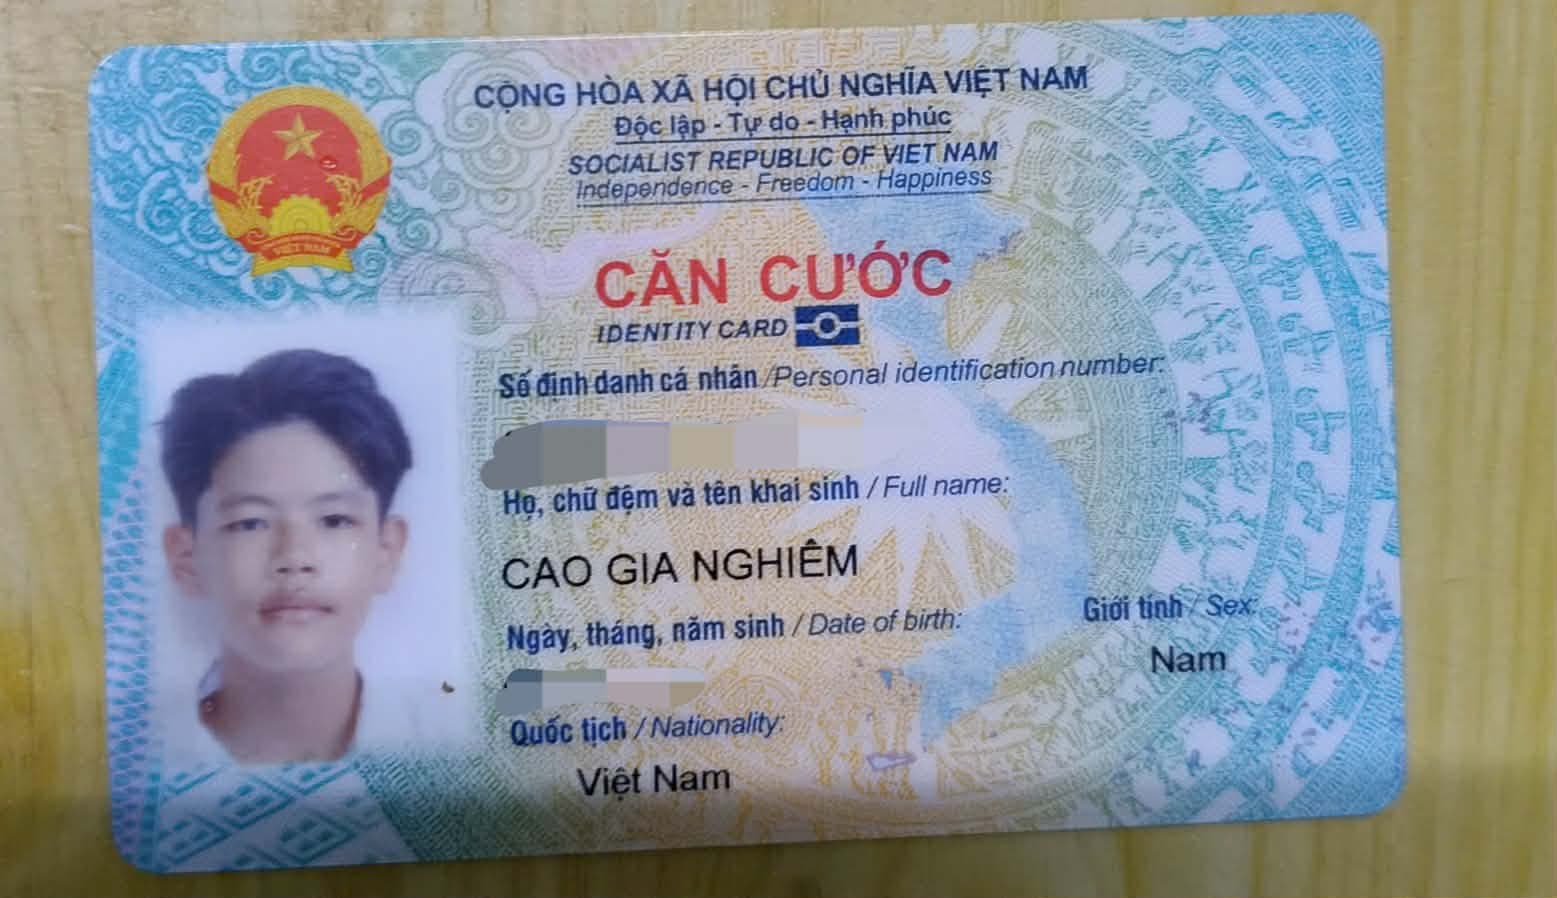 CỘNG HÒA XÃ HỘI CHỦ NGHĨA VIỆT NAM
Độc lập - Tự do - Hạnh phúc
SOCIALIST REPUBLIC OF VIET NAM
Independence - Freedom - Happiness
VIỆT NAM
CĂN CƯỚC
IDENTITY CARD
Số định danh cá nhân / Personal identification number:
Họ, chữ đệm và tên khai sinh / Full name:
CAO GIA NGHIÊM
Ngày, tháng, năm sinh / Date of birth:
Giới tính / Sex:
Nam
Quốc tịch / Nationality:
Việt Nam